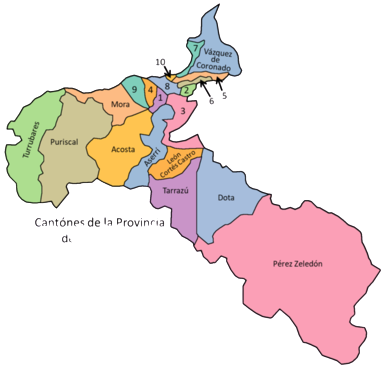 10
7
Vázquez
de
Coronado
9
4
8
1
2
6
5
3
Mora
Turrubares
Puriscal
Acosta
Aserrí
León
Cortés Castro
Tarrazú
Dota
Pérez Zeledón
Cantónes de la Provincia